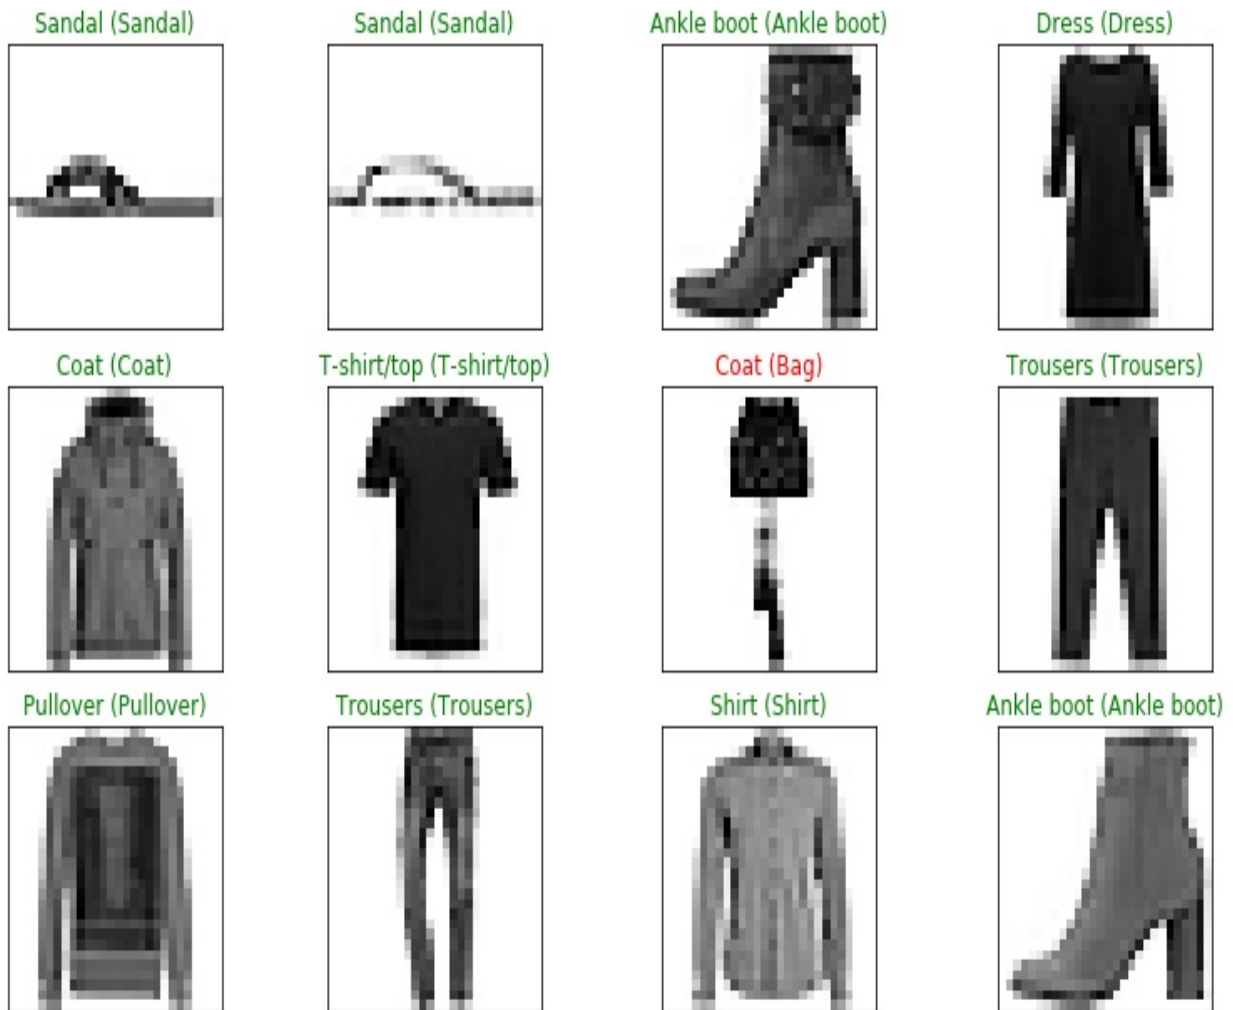 Sandal (Sandal)
Sandal (Sandal)
Ankle boot (Ankle boot)
Dress (Dress)
Coat (Coat)
T-shirt/top (T-shirt/top)
Coat (Bag)
Trousers (Trousers)
Pullover (Pullover)
Trousers (Trousers)
Shirt (Shirt)
Ankle boot (Ankle boot)